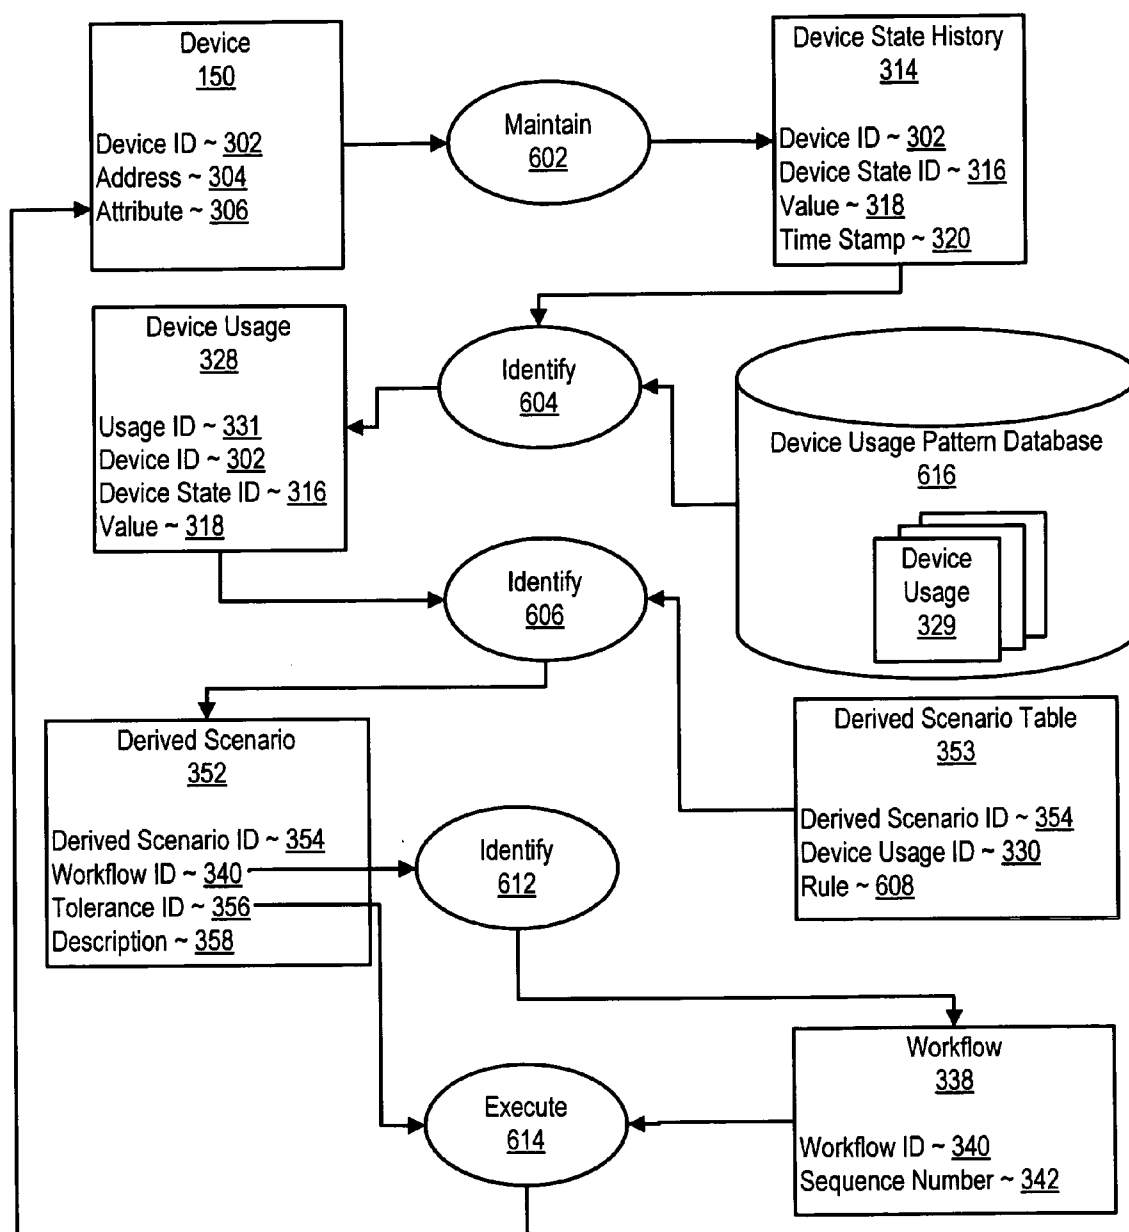 Device
150
Device ID ~ 302
Address ~ 304
Attribute ~ 306
Maintain
602
Device State History
314
Device ID ~ 302
Device State ID ~ 316
Value ~ 318
Time Stamp ~ 320
Device Usage
328
Usage ID ~ 331
Device ID ~ 302
Device State ID ~ 316
Value ~ 318
Identify
604
Device Usage Pattern Database
616
Device
Usage
329
Identify
606
Derived Scenario
352
Derived Scenario ID ~ 354
Workflow ID ~ 340
Tolerance ID ~ 356
Description ~ 358
Identify
612
Derived Scenario Table
353
Derived Scenario ID ~ 354
Device Usage ID ~ 330
Rule ~ 608
Execute
614
Workflow
338
Workflow ID ~ 340
Sequence Number ~ 342